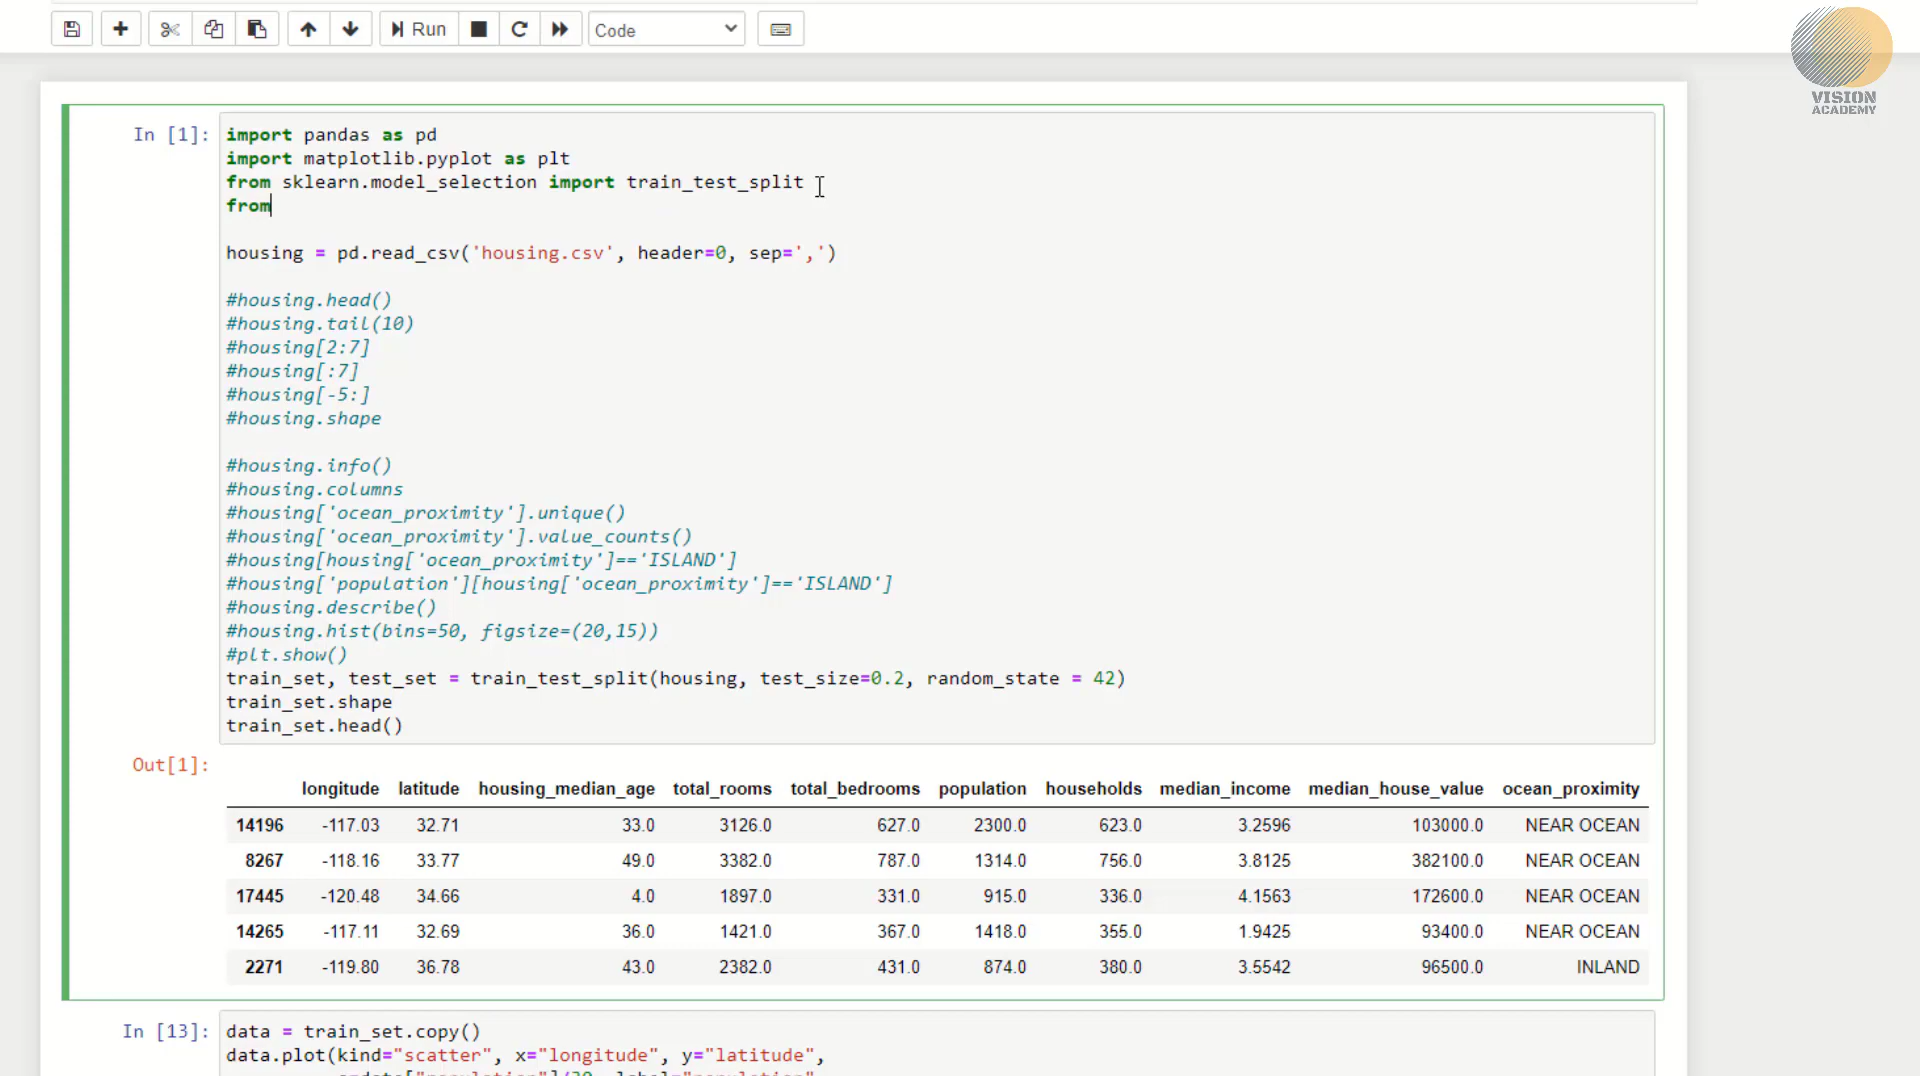 Run
Code
VISION
ACADEMY
In [1]:
import pandas as pd
import matplotlib.pyplot as plt
from sklearn.model_selection import train_test_split
from
housing = pd.read_csv('housing.csv', header=0, sep=',')
#housing.head()
#housing.tail(10)
#housing[2:7]
#housing[:7]
#housing[-5:]
#housing.shape
#housing.info()
#housing.columns
#housing['ocean_proximity'].unique()
#housing['ocean_proximity'].value_counts()
#housing[housing['ocean_proximity']=='ISLAND']
#housing['population'][housing['ocean_proximity']=='ISLAND']
#housing.describe()
#housing.hist(bins=50, figsize=(20,15))
#plt.show()
train_set, test_set = train_test_split(housing, test_size=0.2, random_state = 42)
train_set.shape
train_set.head()
Out[1]:
longitude latitude housing_median_age total_rooms total_bedrooms population households median_income median_house_value ocean_proximity
14196 -117.03 32.71 33.0 3126.0 627.0 2300.0 623.0 3.2596 103000.0 NEAR OCEAN
8267 -118.16 33.77 49.0 3382.0 787.0 1314.0 756.0 3.8125 382100.0 NEAR OCEAN
17445 -120.48 34.66 4.0 1897.0 331.0 915.0 336.0 4.1563 172600.0 NEAR OCEAN
14265 -117.11 32.69 36.0 1421.0 367.0 1418.0 355.0 1.9425 93400.0 NEAR OCEAN
2271 -119.80 36.78 43.0 2382.0 431.0 874.0 380.0 3.5542 96500.0 INLAND
In [13]:
data = train_set.copy()
data.plot(kind="scatter", x="longitude", y="latitude",